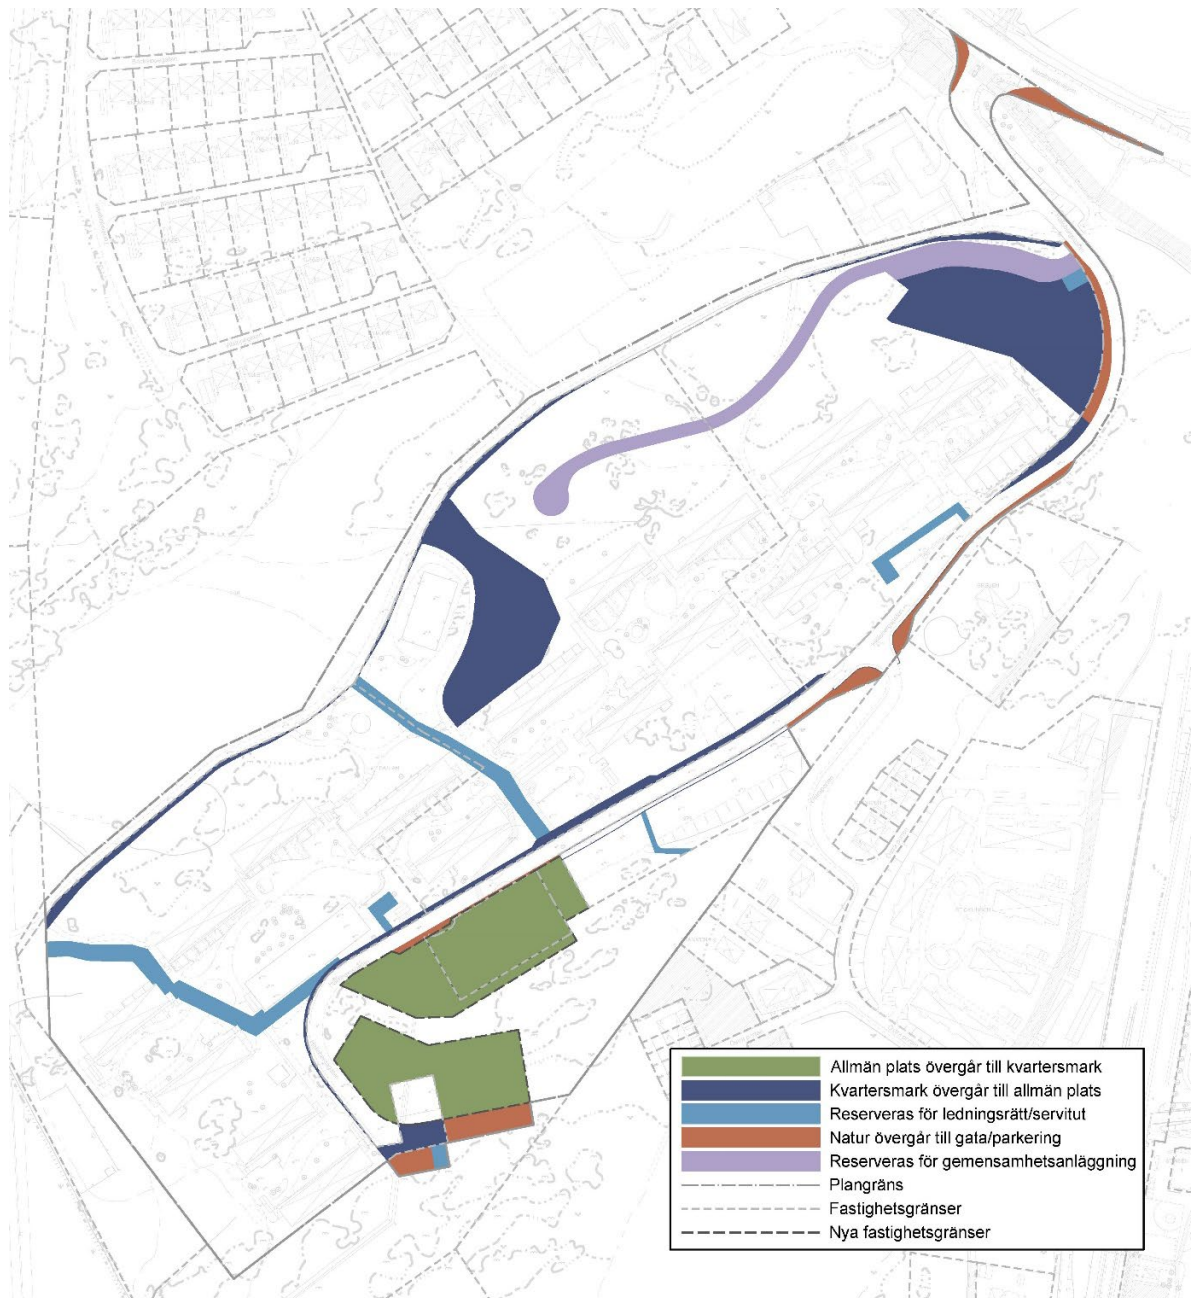 Allmän plats övergår till kvartersmark
Kvartersmark övergår till allmän plats
Reserveras för ledningsrätt/servitut
Natur övergår till gata/parkering
Reserveras för gemensamhetsanläggning
Plangräns
Fastighetsgränser
Nya fastighetsgränser